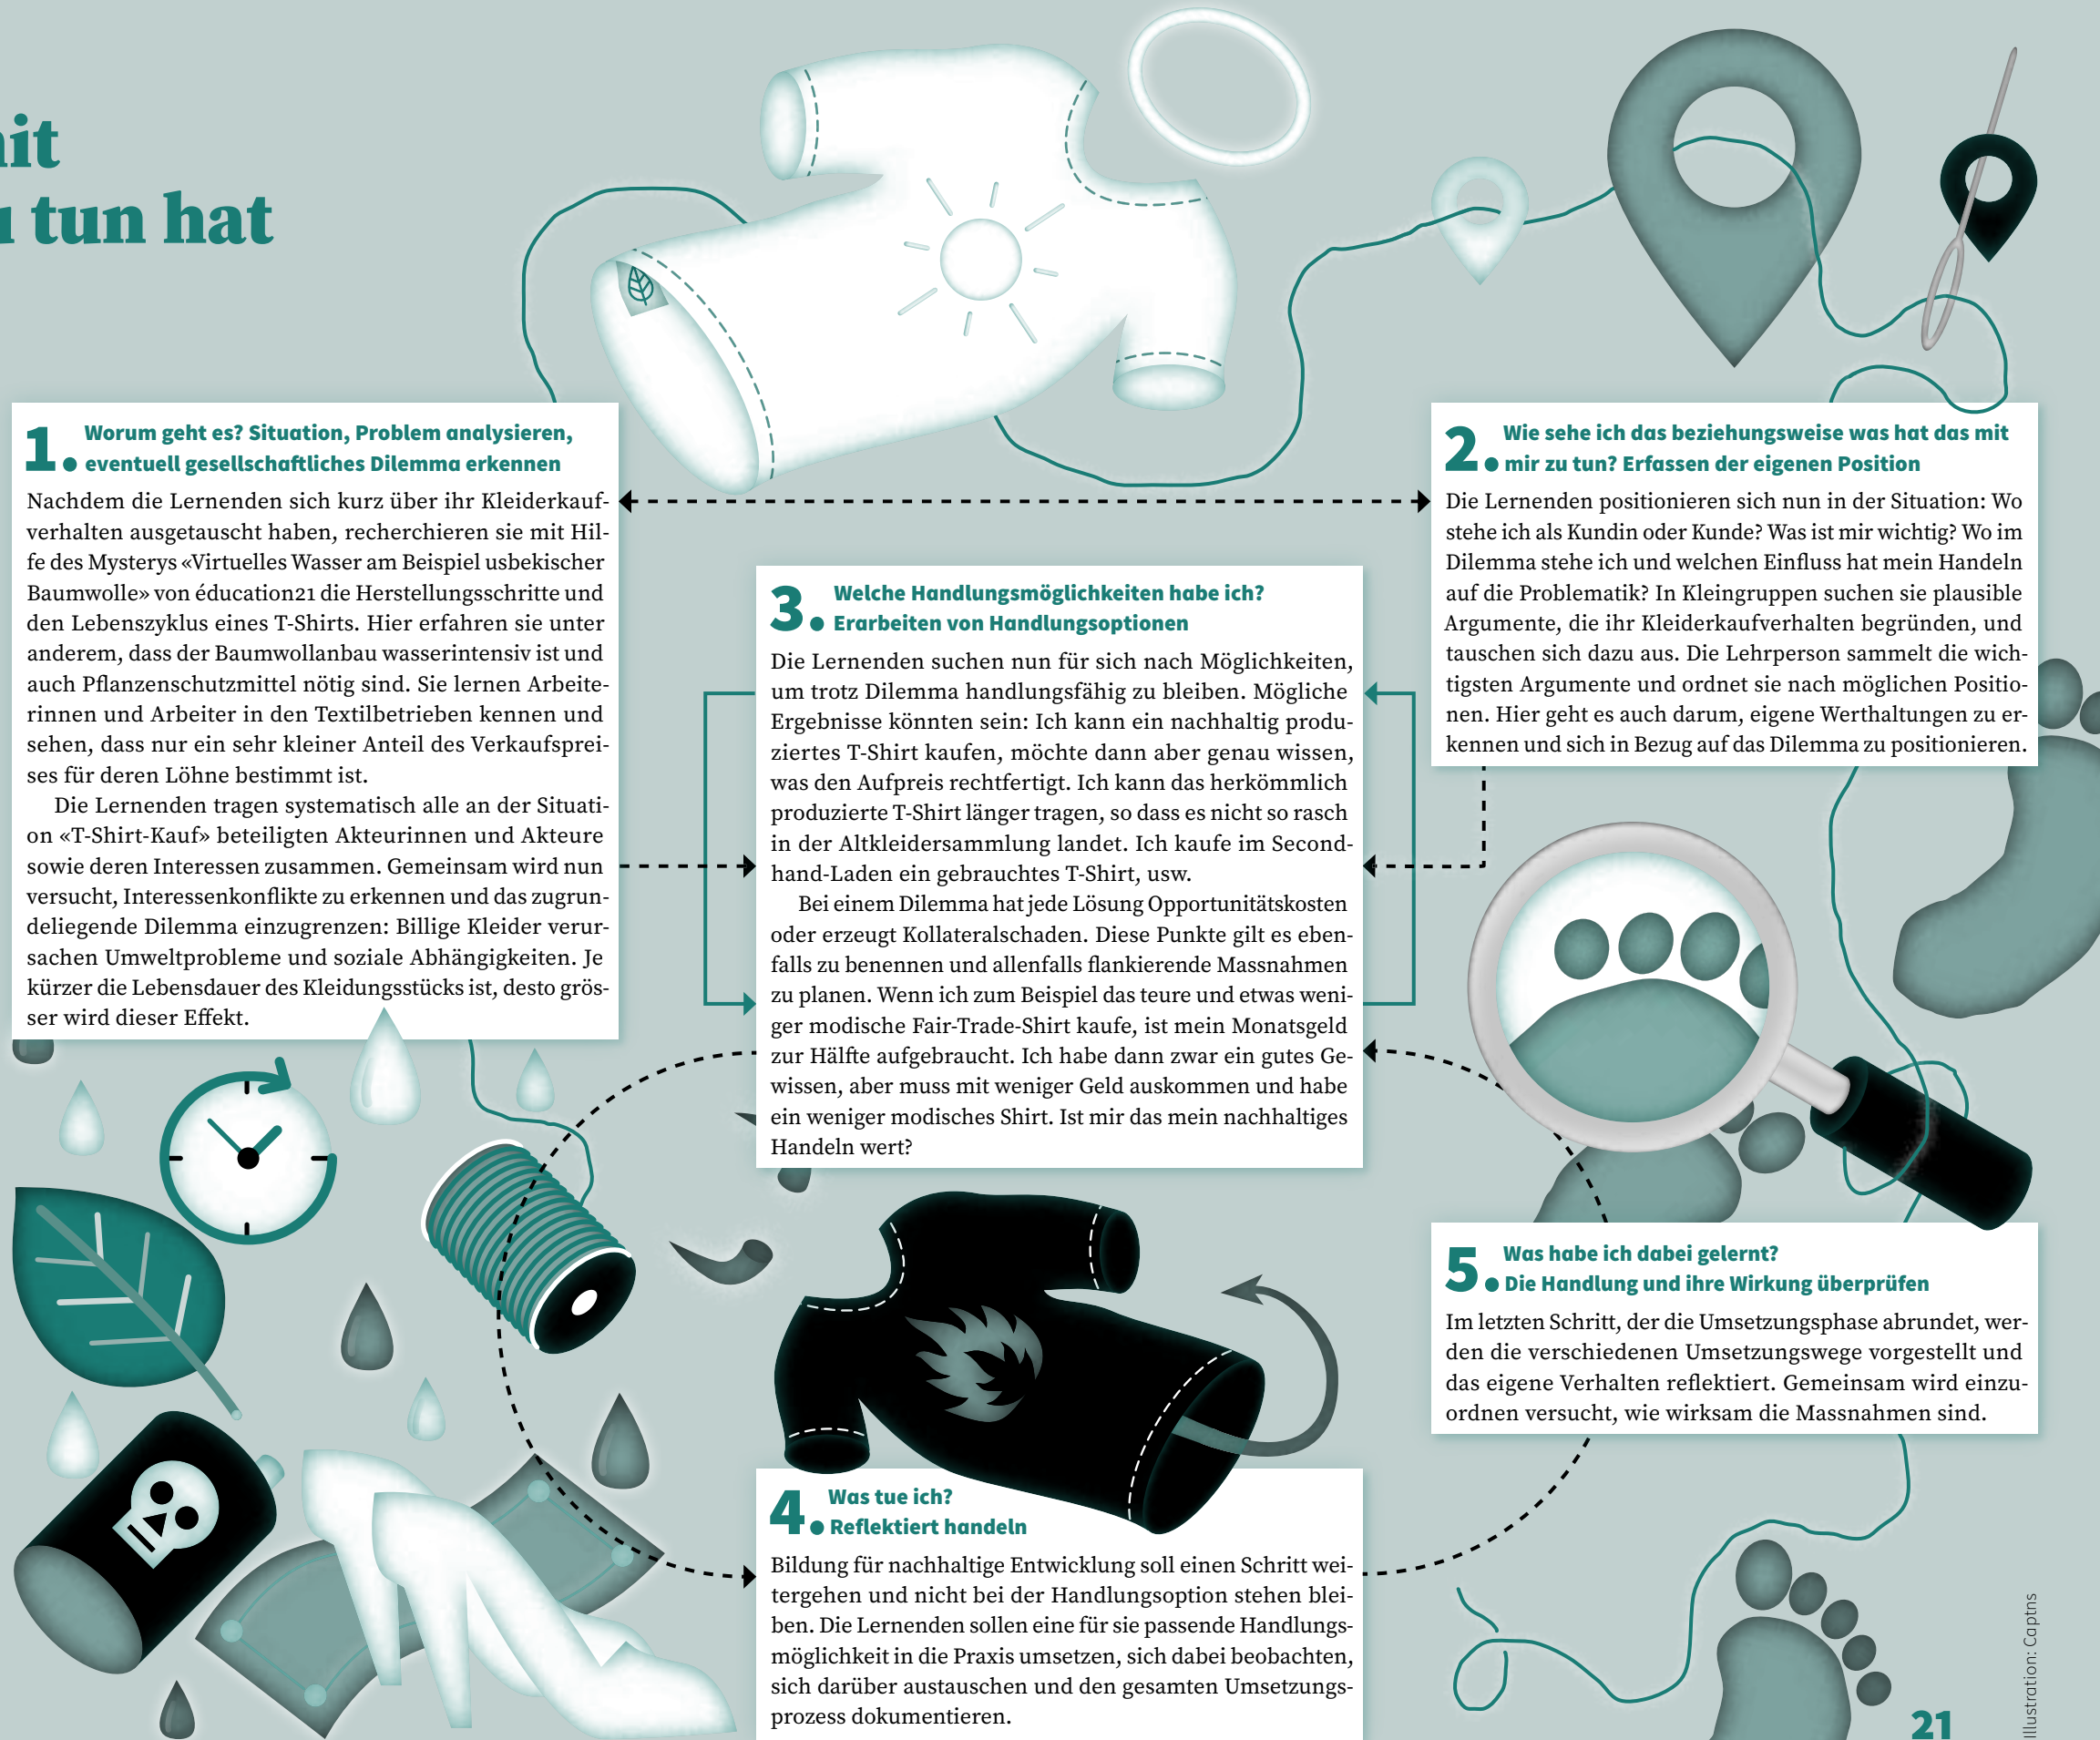 it
tun hat
1. Worum geht es? Situation, Problem analysieren,
eventuell gesellschaftliches Dilemma erkennen
Nachdem die Lernenden sich kurz über ihr Kleiderkauf-
verhalten ausgetauscht haben, recherchieren sie mit Hil-
fe des Mysterys «Virtuelles Wasser am Beispiel usbekischer
Baumwolle» von éducation21 die Herstellungsschritte und
den Lebenszyklus eines T-Shirts. Hier erfahren sie unter
anderem, dass der Baumwollanbau wasserintensiv ist und
auch Pflanzenschutzmittel nötig sind. Sie lernen Arbeite-
rinnen und Arbeiter in den Textilbetrieben kennen und
sehen, dass nur ein sehr kleiner Anteil des Verkaufsprei-
ses für deren Löhne bestimmt ist.
Die Lernenden tragen systematisch alle an der Situati-
on «T-Shirt-Kauf» beteiligten Akteurinnen und Akteure
sowie deren Interessen zusammen. Gemeinsam wird nun
versucht, Interessenkonflikte zu erkennen und das zugrun-
deliegende Dilemma einzugrenzen: Billige Kleider verur-
sachen Umweltprobleme und soziale Abhängigkeiten. Je
kürzer die Lebensdauer des Kleidungsstücks ist, desto grös-
ser wird dieser Effekt.
2. Wie sehe ich das beziehungsweise was hat das mit
mir zu tun? Erfassen der eigenen Position
Die Lernenden positionieren sich nun in der Situation: Wo
stehe ich als Kundin oder Kunde? Was ist mir wichtig? Wo im
Dilemma stehe ich und welchen Einfluss hat mein Handeln
auf die Problematik? In Kleingruppen suchen sie plausible
Argumente, die ihr Kleiderkaufverhalten begründen, und
tauschen sich dazu aus. Die Lehrperson sammelt die wich-
tigsten Argumente und ordnet sie nach möglichen Positio-
nen. Hier geht es auch darum, eigene Werthaltungen zu er-
kennen und sich in Bezug auf das Dilemma zu positionieren.
3. Welche Handlungsmöglichkeiten habe ich?
Erarbeiten von Handlungsoptionen
Die Lernenden suchen nun für sich nach Möglichkeiten,
um trotz Dilemma handlungsfähig zu bleiben. Mögliche
Ergebnisse könnten sein: Ich kann ein nachhaltig produ-
ziertes T-Shirt kaufen, möchte dann aber genau wissen,
was den Aufpreis rechtfertigt. Ich kann das herkömmlich
produzierte T-Shirt länger tragen, so dass es nicht so rasch
in der Altkleidersammlung landet. Ich kaufe im Second-
hand-Laden ein gebrauchtes T-Shirt, usw.
Bei einem Dilemma hat jede Lösung Opportunitätskosten
oder erzeugt Kollateralschaden. Diese Punkte gilt es eben-
falls zu benennen und allenfalls flankierende Massnahmen
zu planen. Wenn ich zum Beispiel das teure und etwas weni-
ger modische Fair-Trade-Shirt kaufe, ist mein Monatsgeld
zur Hälfte aufgebraucht. Ich habe dann zwar ein gutes Ge-
wissen, aber muss mit weniger Geld auskommen und habe
ein weniger modisches Shirt. Ist mir das mein nachhaltiges
Handeln wert?
4. Was tue ich?
Reflektiert handeln
Bildung für nachhaltige Entwicklung soll einen Schritt wei-
tergehen und nicht bei der Handlungsoption stehen blei-
ben. Die Lernenden sollen eine für sie passende Handlungs-
möglichkeit in die Praxis umsetzen, sich dabei beobachten,
sich darüber austauschen und den gesamten Umsetzungs-
prozess dokumentieren.
5. Was habe ich dabei gelernt?
Die Handlung und ihre Wirkung überprüfen
Im letzten Schritt, der die Umsetzungsphase abrundet, wer-
den die verschiedenen Umsetzungswege vorgestellt und
das eigene Verhalten reflektiert. Gemeinsam wird einzu-
ordnen versucht, wie wirksam die Massnahmen sind.
21
Illustration: Captns